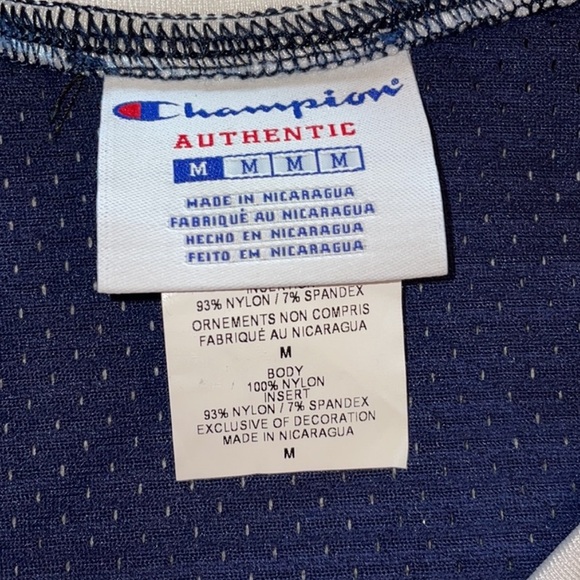 Champion
AUTHENTIC
M M M M
MADE IN NICARAGUA
FABRIQUÉ AU NICARAGUA
HECHO EN NICARAGUA
FEITO EN NICARAGUA
93% NYLON / 7% SPANDEX
ORNEMENTS NON COMPRIS
FABRIQUÉ AU NICARAGUA
M
BODY
100% NYLON
INSERT
93% NYLON / 7% SPANDEX
EXCLUSIVE OF DECORATION
MADE IN NICARAGUA
M